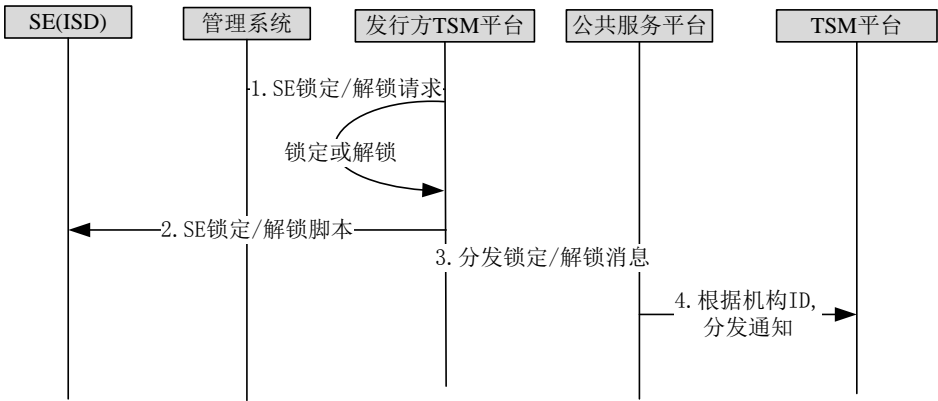 SE(ISD)
管理系统
发行方TSM平台
公共服务平台
TSM平台
1.SE锁定/解锁请求
锁定或解锁
2.SE锁定/解锁脚本
3.分发锁定/解锁消息
4.根据机构ID,
分发通知